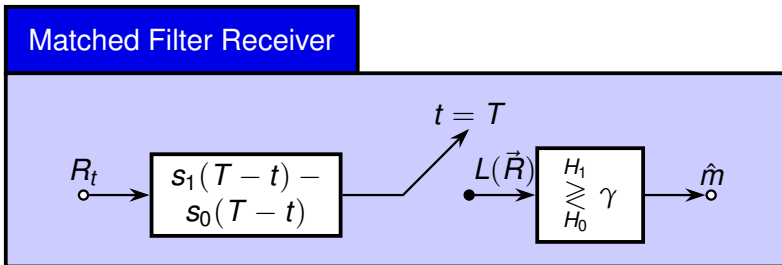 Matched Filter Receiver
t = T
R_t
s_1(T − t) −
s_0(T − t)
L(R⃗)
H_1
≷ γ
H_0
m̂